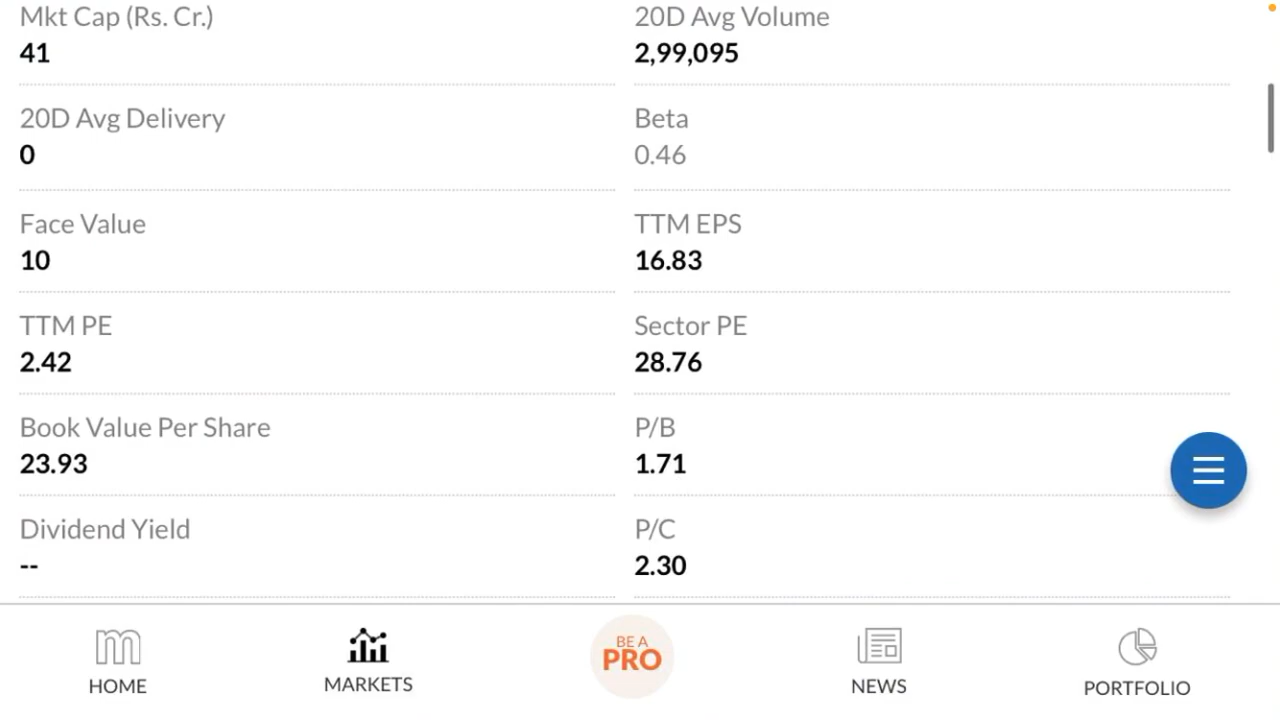 Mkt Cap (Rs. Cr.)
41
20D Avg Volume
2,99,095
20D Avg Delivery
0
Beta
0.46
Face Value
10
TTM EPS
16.83
TTM PE
2.42
Sector PE
28.76
Book Value Per Share
23.93
P/B
1.71
Dividend Yield
--
P/C
2.30
m
HOME
MARKETS
BE A
PRO
NEWS
PORTFOLIO